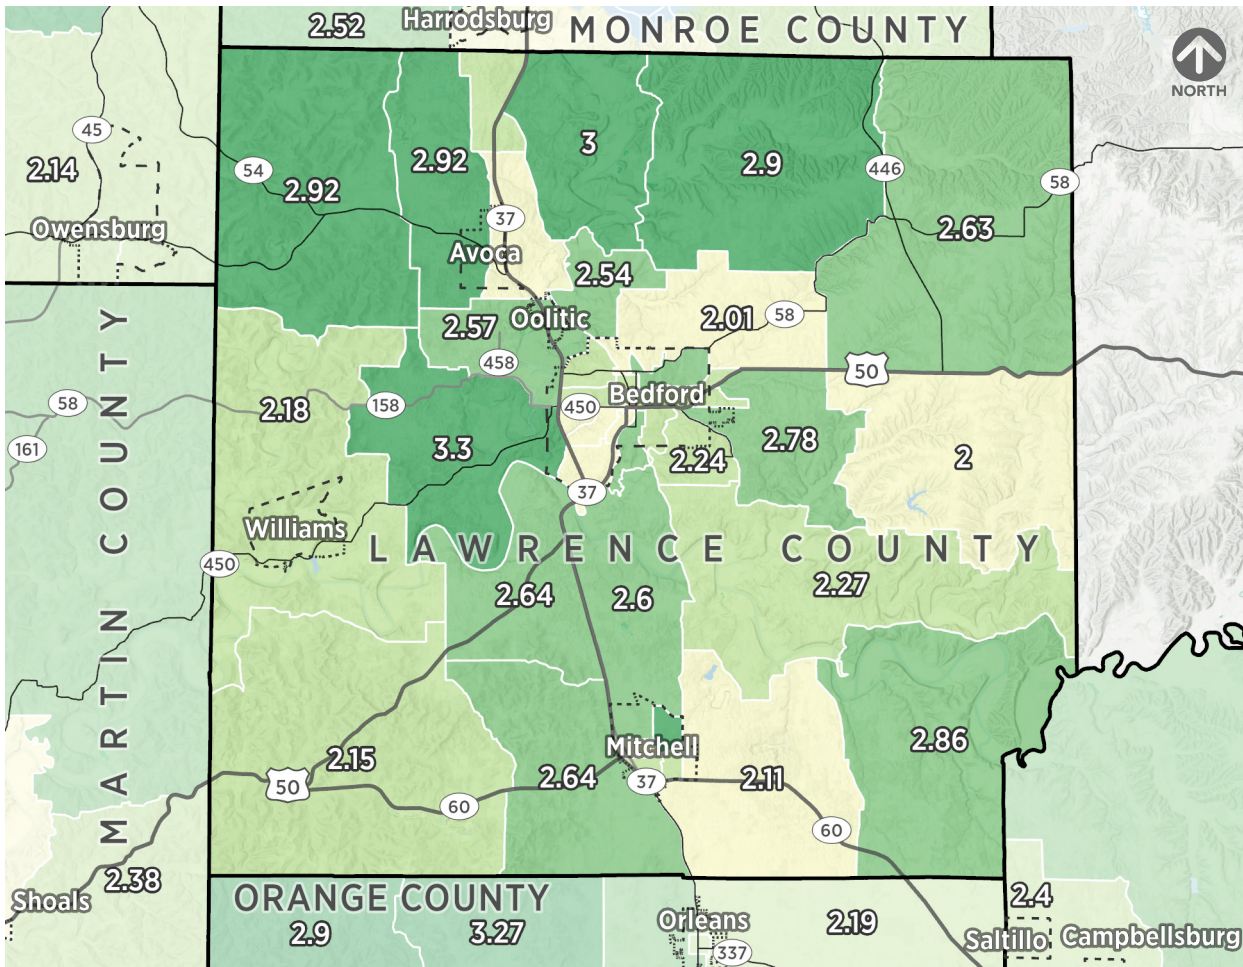 Harrodsburg
2.52
MONROE COUNTY
NORTH
45
2.14
54
2.92
2.92
3
2.9
446
58
2.63
Owensburg
37
Avoca
2.54
2.57
Oolitic
2.01
58
458
50
58
161
2.18
158
3.3
450
Bedford
2.24
2.78
2
37
Williams
450
LAWRENCE COUNTY
2.64
2.6
2.27
MARTIN COUNTY
2.15
50
60
2.64
Mitchell
37
2.11
60
2.86
2.38
Shoals
ORANGE COUNTY
2.9
3.27
Orleans
337
2.19
2.4
Saltillo
Campbellsburg